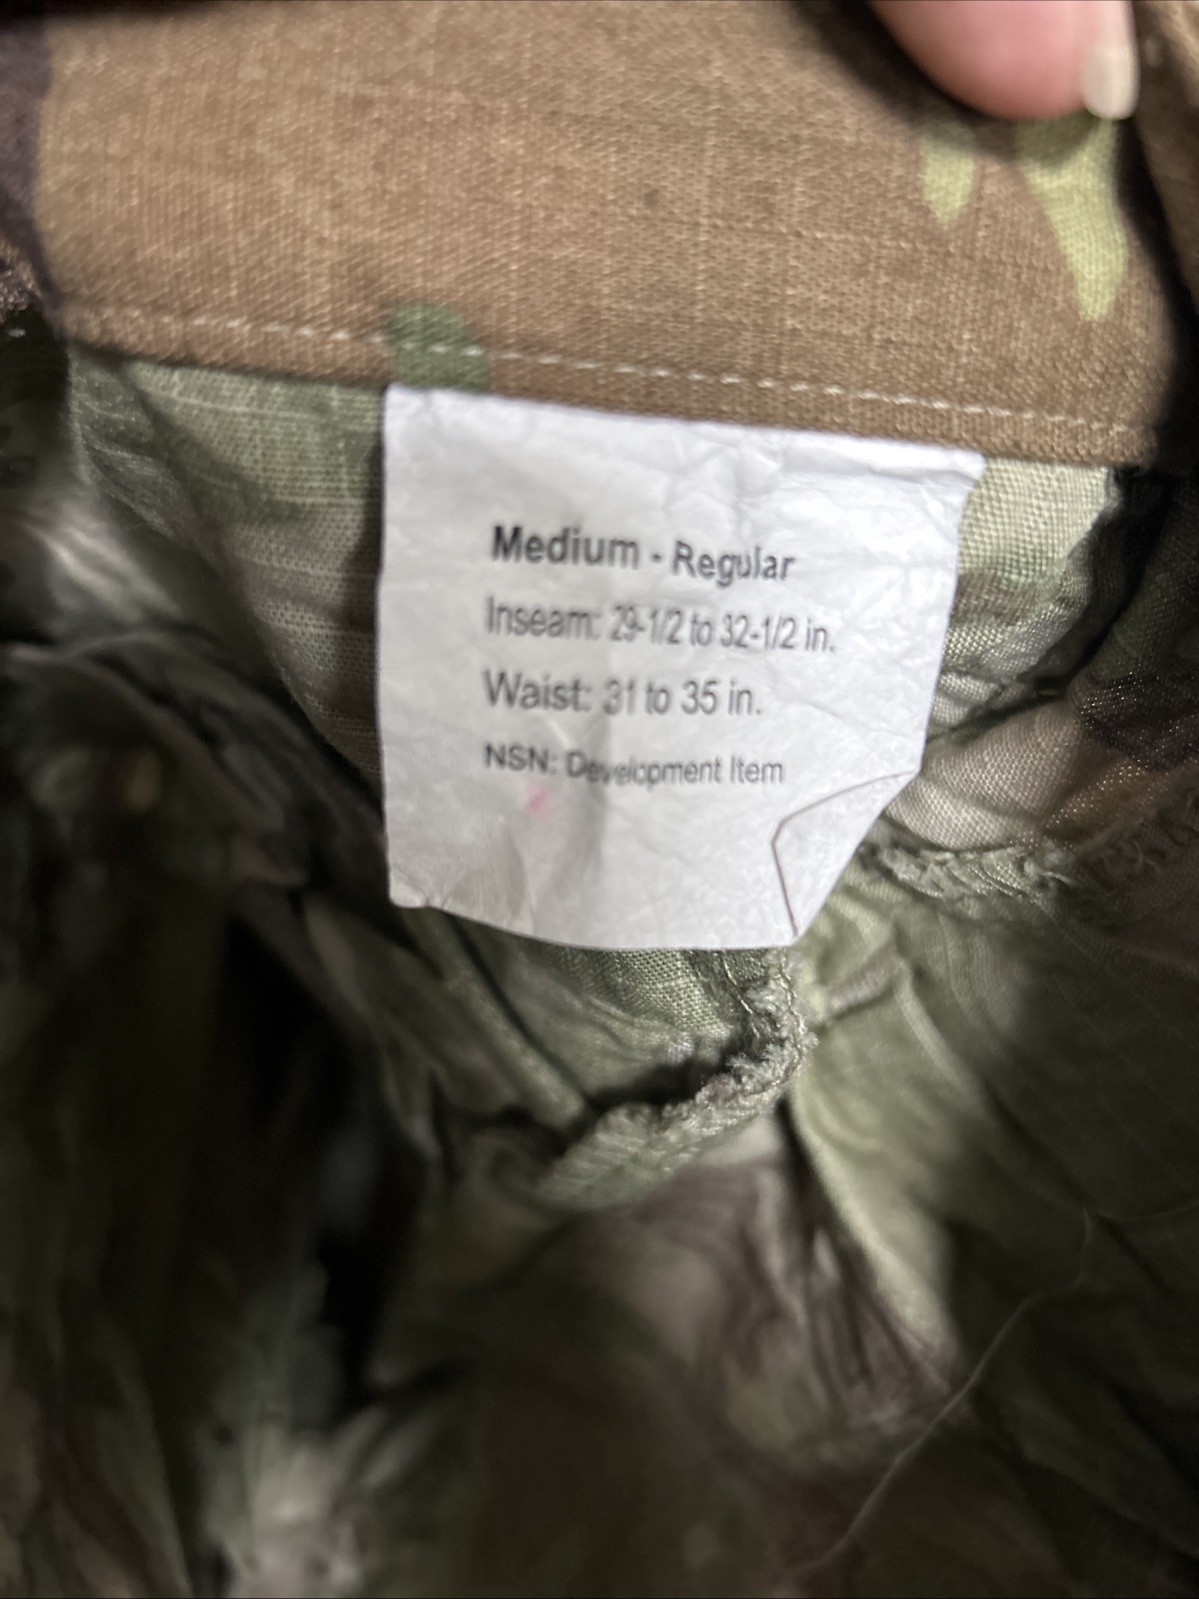 Medium - Regular
Inseam: 29-1/2 to 32-1/2 in.
Waist: 31 to 35 in.
NSN: Development Item